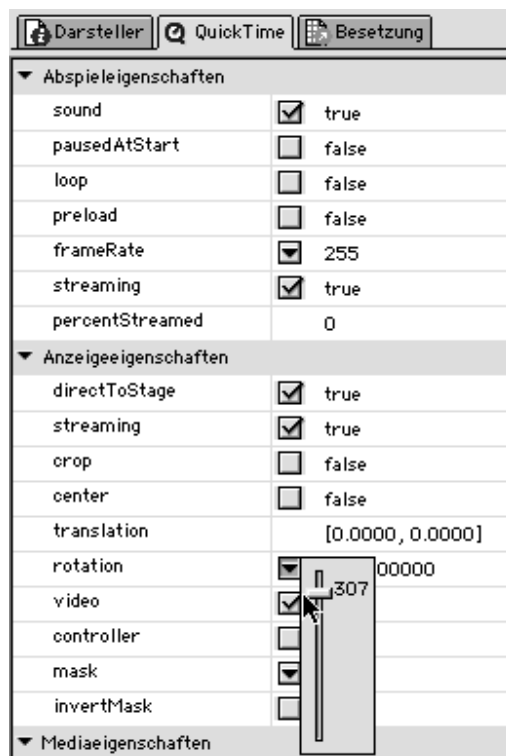 Darsteller QuickTime Besetzung
Abspieleigenschaften
sound true
pausedAtStart false
loop false
preload false
frameRate 255
streaming true
percentStreamed 0
Anzeigeeigenschaften
directToStage true
streaming true
crop false
center false
translation [0.0000, 0.0000]
rotation 00000
video 307
controller
mask
invertMask
Mediaeigenschaften